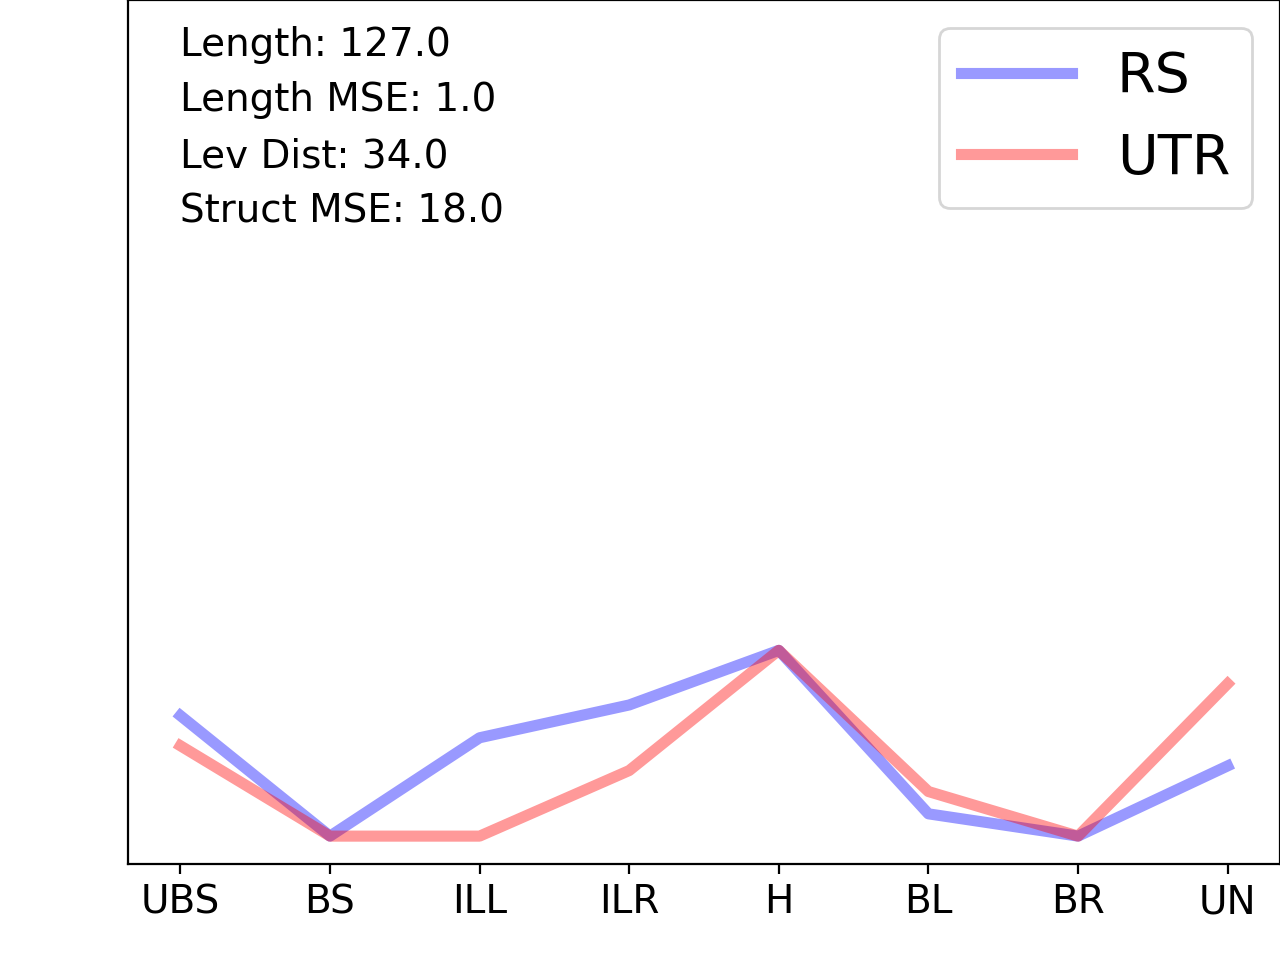 Length: 127.0
Length MSE: 1.0
Lev Dist: 34.0
Struct MSE: 18.0
RS
UTR
UBS BS ILL ILR H BL BR UN